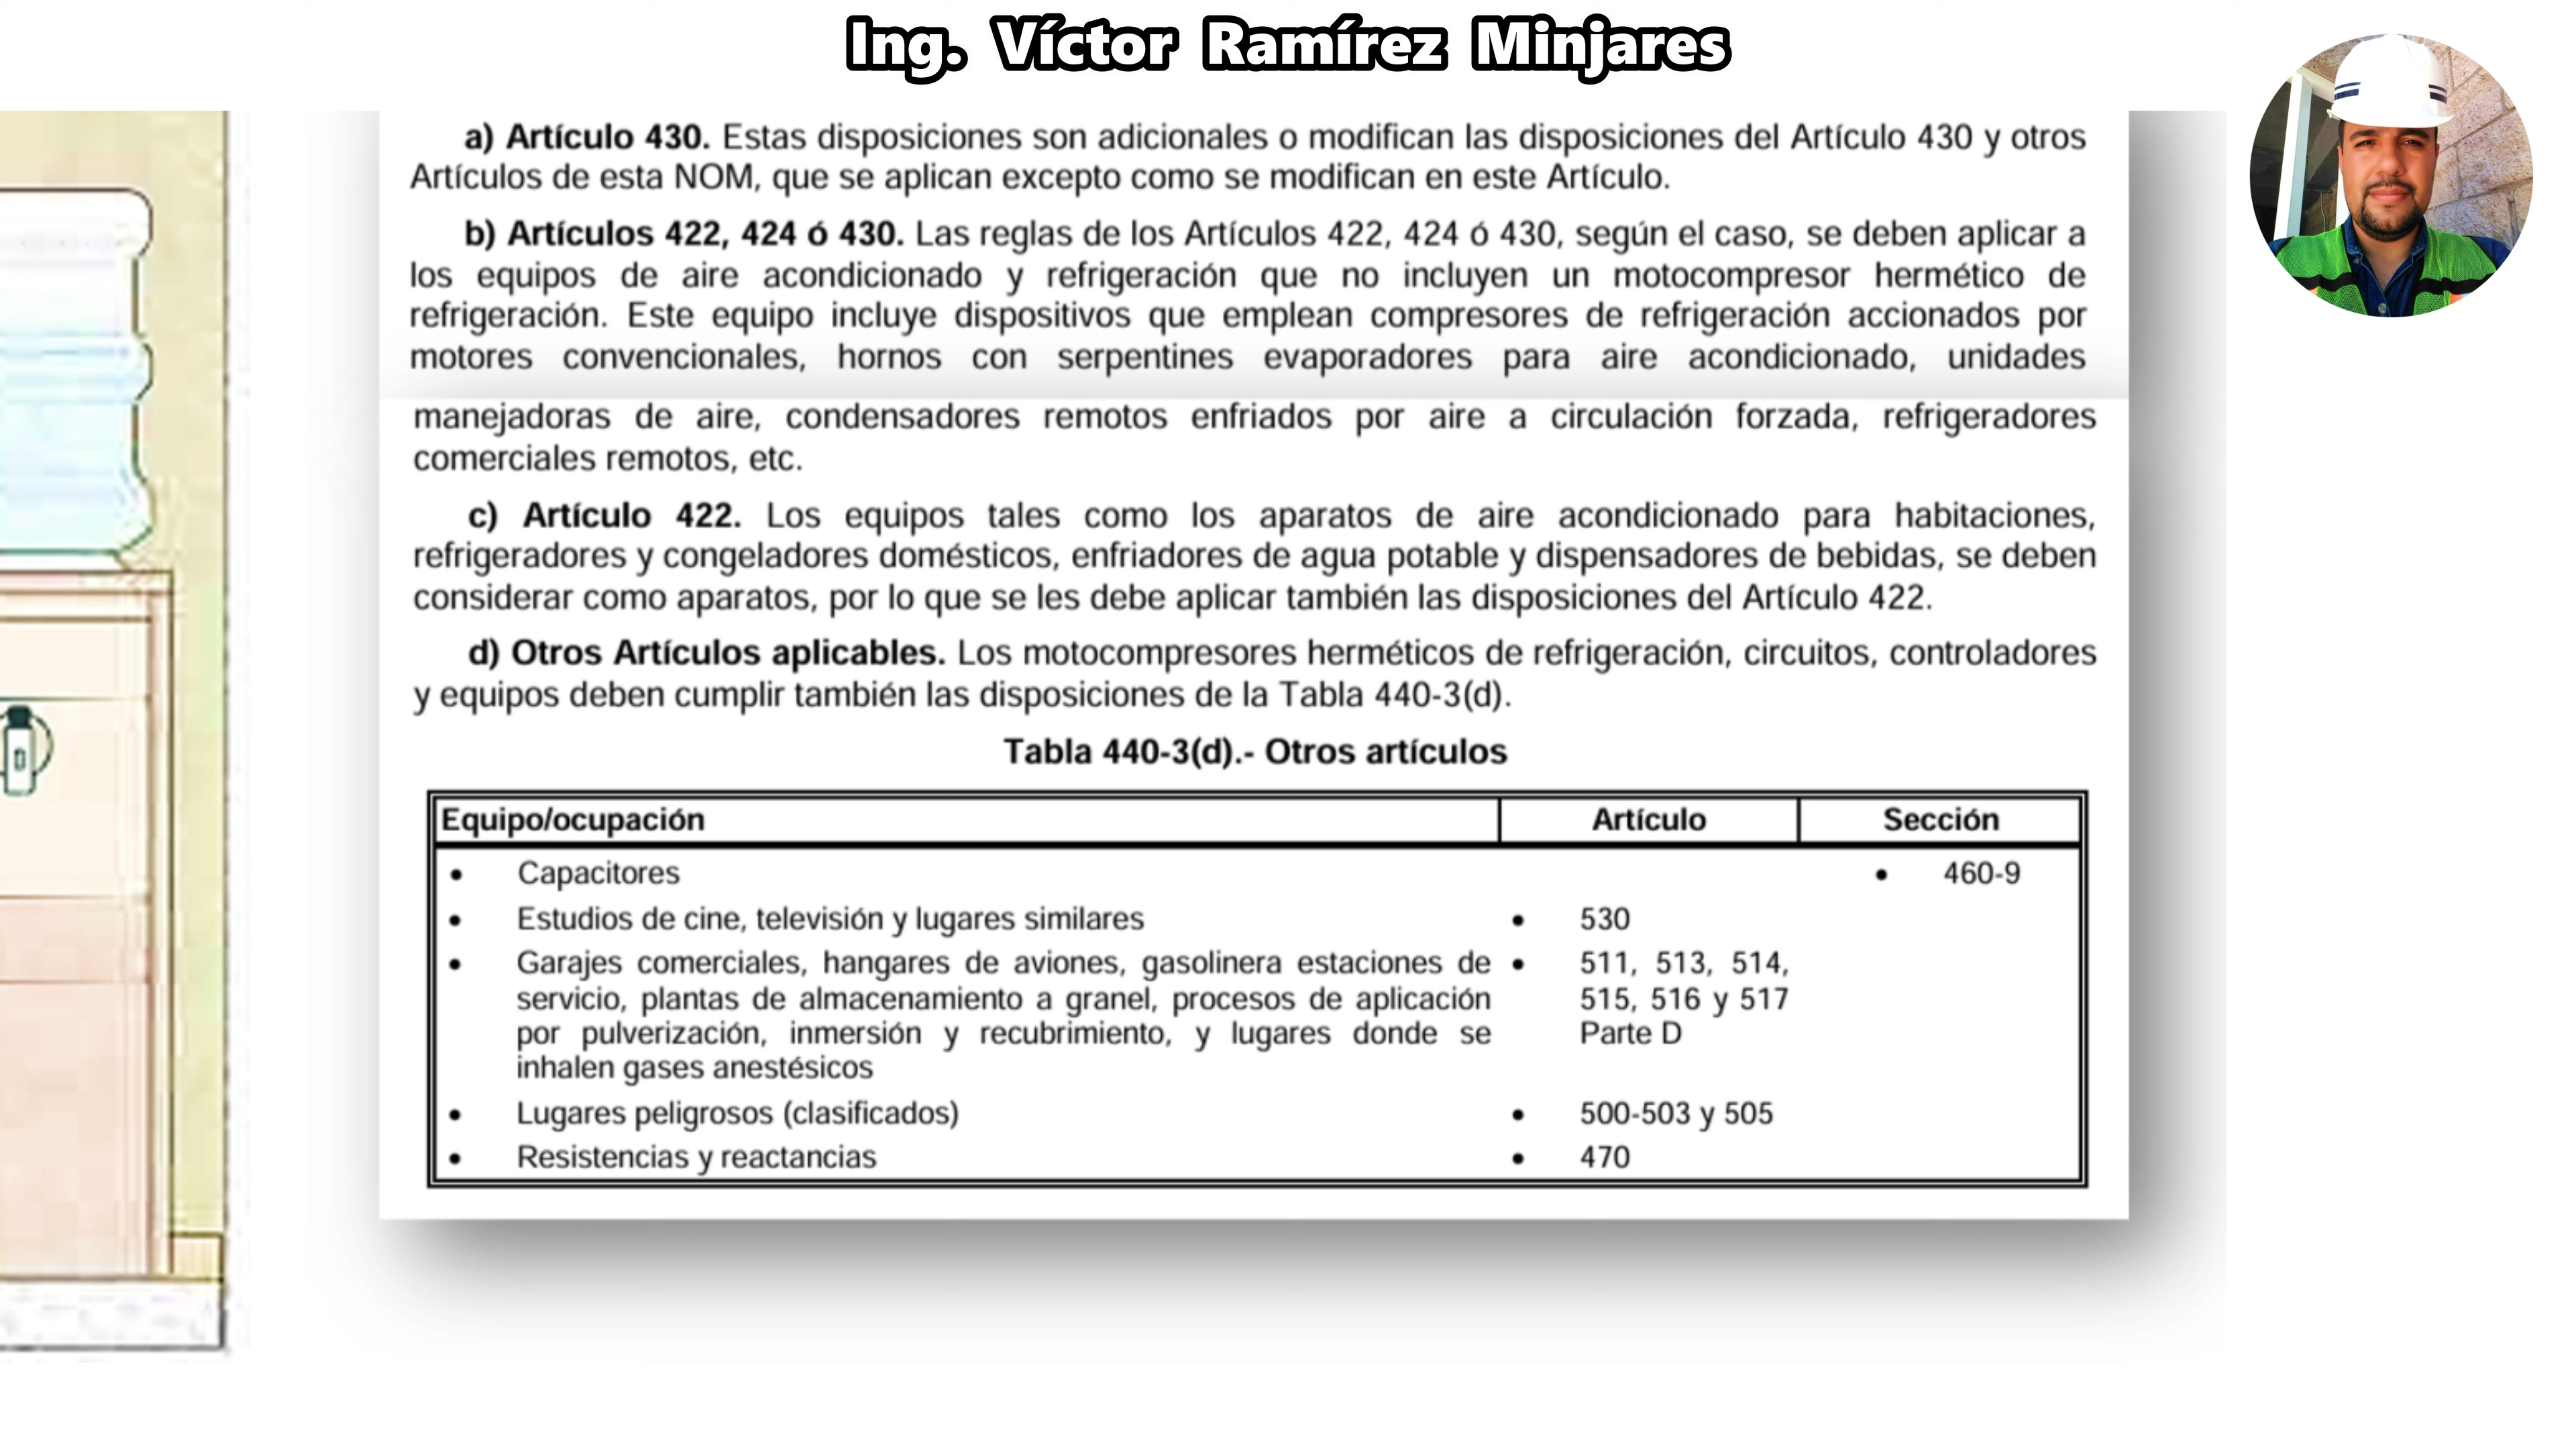 Ing. Víctor Ramírez Minjares
a) Artículo 430. Estas disposiciones son adicionales o modifican las disposiciones del Artículo 430 y otros
Artículos de esta NOM, que se aplican excepto como se modifican en este Artículo.
b) Artículos 422, 424 ó 430. Las reglas de los Artículos 422, 424 ó 430, según el caso, se deben aplicar a
los equipos de aire acondicionado y refrigeración que no incluyen un motocompresor hermético de
refrigeración. Este equipo incluye dispositivos que emplean compresores de refrigeración accionados por
motores convencionales, hornos con serpentines evaporadores para aire acondicionado, unidades
manejadoras de aire, condensadores remotos enfriados por aire a circulación forzada, refrigeradores
comerciales remotos, etc.
c) Artículo 422. Los equipos tales como los aparatos de aire acondicionado para habitaciones,
refrigeradores y congeladores domésticos, enfriadores de agua potable y dispensadores de bebidas, se deben
considerar como aparatos, por lo que se les debe aplicar también las disposiciones del Artículo 422.
d) Otros Artículos aplicables. Los motocompresores herméticos de refrigeración, circuitos, controladores
y equipos deben cumplir también las disposiciones de la Tabla 440-3(d).
Tabla 440-3(d).- Otros artículos
Equipo/ocupación Artículo Sección
• Capacitores • 460-9
• Estudios de cine, televisión y lugares similares • 530
• Garajes comerciales, hangares de aviones, gasolinera estaciones de • 511, 513, 514,
servicio, plantas de almacenamiento a granel, procesos de aplicación 515, 516 y 517
por pulverización, inmersión y recubrimiento, y lugares donde se Parte D
inhalen gases anestésicos
• Lugares peligrosos (clasificados) • 500-503 y 505
• Resistencias y reactancias • 470